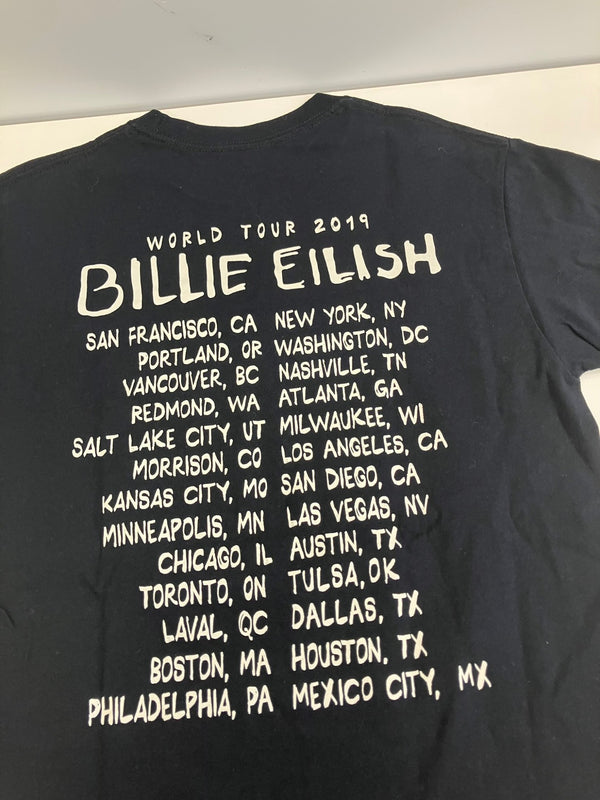 WORLD TOUR 2019
BILLIE EILISH
SAN FRANCISCO, CA NEW YORK, NY
PORTLAND, OR WASHINGTON, DC
VANCOUVER, BC NASHVILLE, TN
REDMOND, WA ATLANTA, GA
SALT LAKE CITY, UT MILWAUKEE, WI
MORRISON, CO LOS ANGELES, CA
KANSAS CITY, MO SAN DIEGO, CA
MINNEAPOLIS, MN LAS VEGAS, NV
CHICAGO, IL AUSTIN, TX
TORONTO, ON TULSA, OK
LAVAL, QC DALLAS, TX
BOSTON, MA HOUSTON, TX
PHILADELPHIA, PA MEXICO CITY, MX